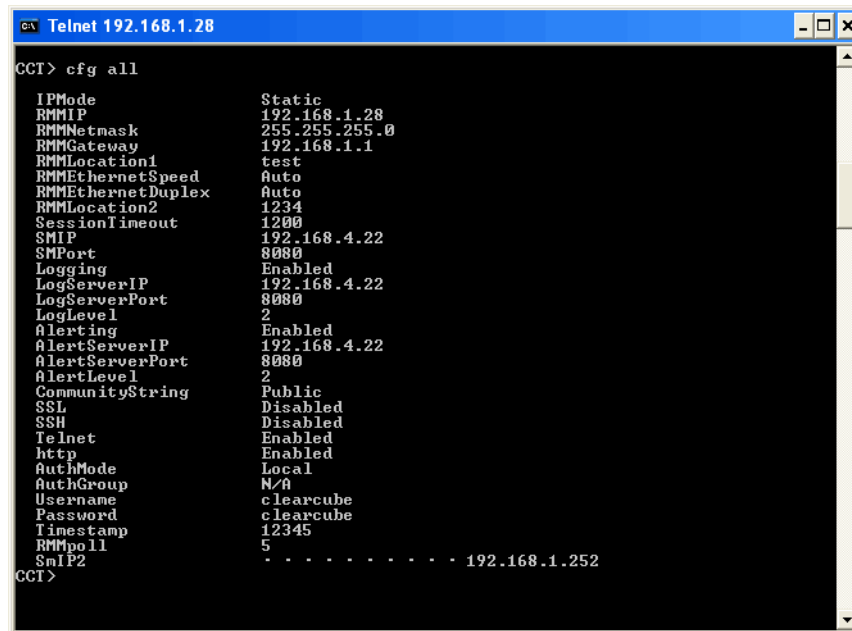 Telnet 192.168.1.28
CCT> cfg all
IPMode Static
RMMIP 192.168.1.28
RMMNetmask 255.255.255.0
RMMGateway 192.168.1.1
RMMLocation1 test
RMMEthernetSpeed Auto
RMMEthernetDuplex Auto
RMMLocation2 1234
SessionTimeout 1200
SMIP 192.168.4.22
SMPort 8080
Logging Enabled
LogServerIP 192.168.4.22
LogServerPort 8080
LogLevel 2
Alerting Enabled
AlertServerIP 192.168.4.22
AlertServerPort 8080
AlertLevel 2
CommunityString Public
SSL Disabled
SSH Disabled
Telnet Enabled
http Enabled
AuthMode Local
AuthGroup N/A
Username clearcube
Password clearcube
Timestamp 12345
RMMpoll 5
SmIP2 - - - - - - - - - - 192.168.1.252
CCT>